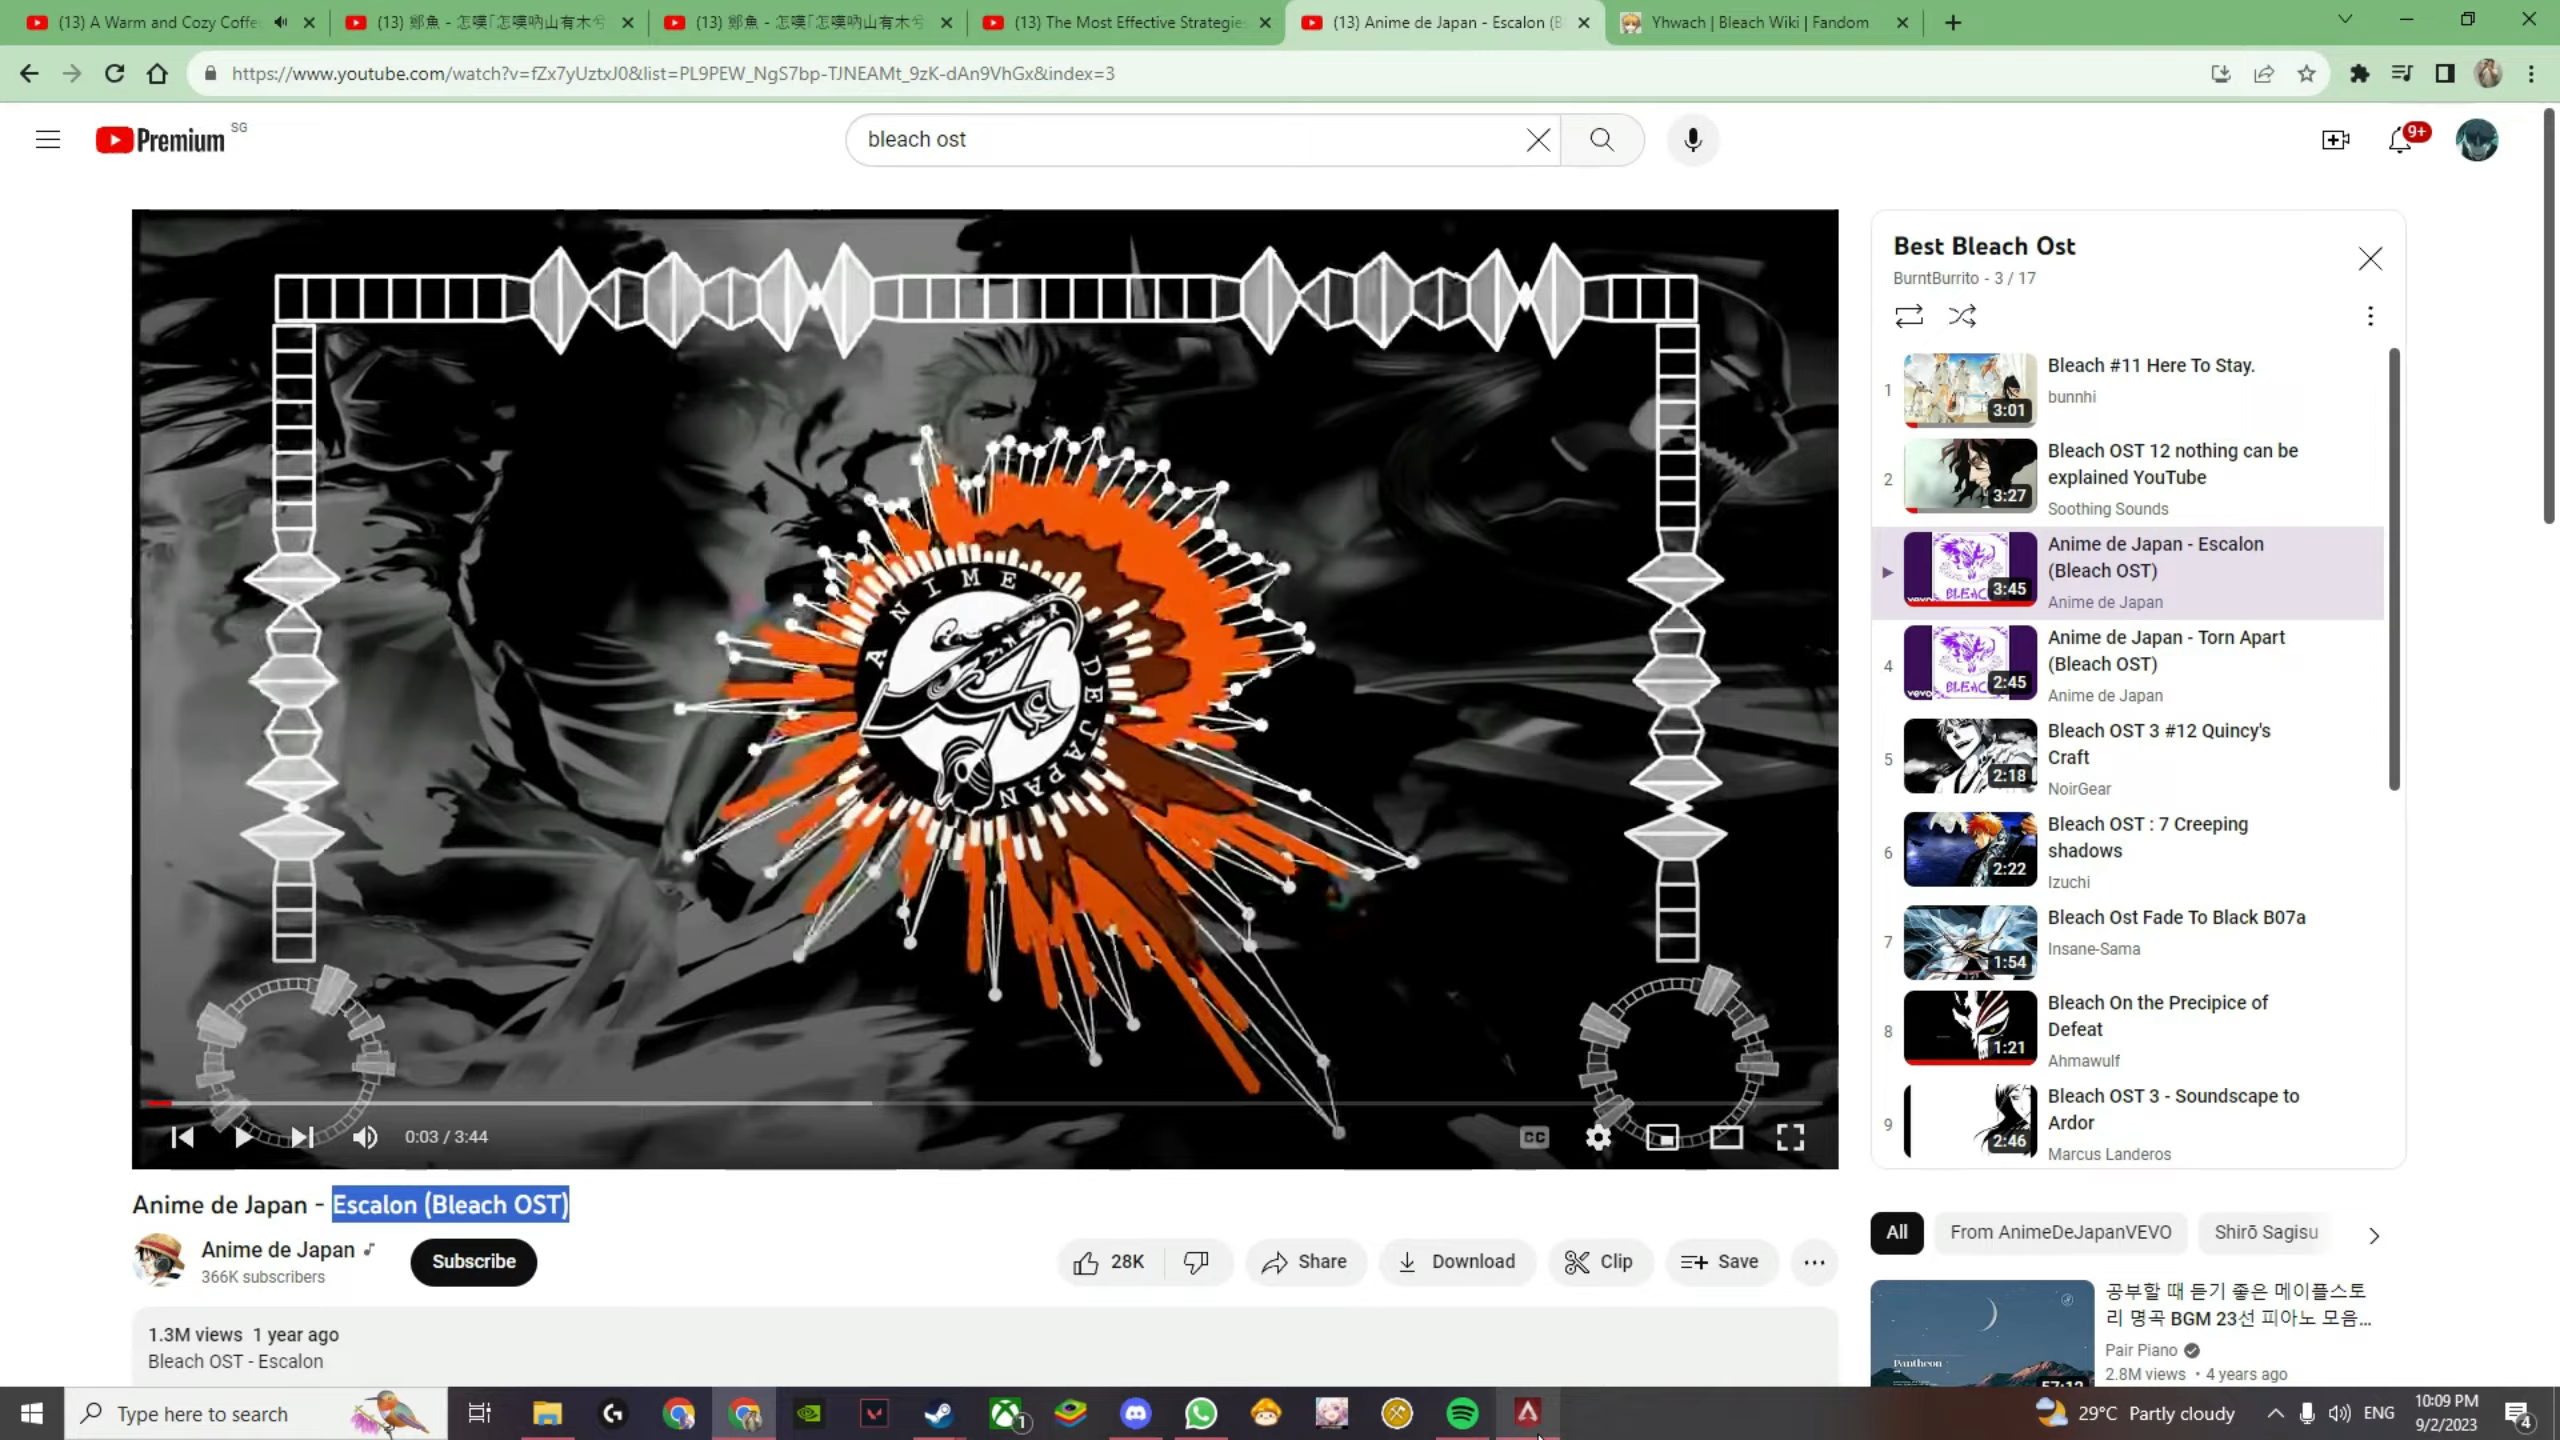 (13) A Warm and Cozy Coffe
(13) 鄭魚 - 怎嘆「怎嘆吶山有木兮
(13) 鄭魚 - 怎嘆「怎嘆吶山有木兮
(13) The Most Effective Strategie
(13) Anime de Japan - Escalon (B
Yhwach | Bleach Wiki | Fandom
https://www.youtube.com/watch?v=fZx7yUztxJ0&list=PL9PEW_NgS7bp-TJNEAMt_9zK-dAn9VhGx&index=3
Premium SG
bleach ost
9+
ANIME DE JAPAN
0:03 / 3:44
CC
Best Bleach Ost
BurntBurrito - 3 / 17
1
3:01
Bleach #11 Here To Stay.
bunnhi
2
3:27
Bleach OST 12 nothing can be
explained YouTube
Soothing Sounds
vevo
BLEAC
3:45
Anime de Japan - Escalon
(Bleach OST)
Anime de Japan
4
vevo
BLEAC
2:45
Anime de Japan - Torn Apart
(Bleach OST)
Anime de Japan
5
2:18
Bleach OST 3 #12 Quincy's
Craft
NoirGear
6
2:22
Bleach OST : 7 Creeping
shadows
Izuchi
7
1:54
Bleach Ost Fade To Black B07a
Insane-Sama
8
1:21
Bleach On the Precipice of
Defeat
Ahmawulf
9
2:46
Bleach OST 3 - Soundscape to
Ardor
Marcus Landeros
Anime de Japan - Escalon (Bleach OST)
Anime de Japan
366K subscribers
Subscribe
28K
Share
Download
Clip
Save
1.3M views 1 year ago
Bleach OST - Escalon
All
From AnimeDeJapanVEVO
Shirō Sagisu
Pantheon
57:12
공부할 때 듣기 좋은 메이플스토
리 명곡 BGM 23선 피아노 모음...
Pair Piano
2.8M views • 4 years ago
Type here to search
1
29°C Partly cloudy
ENG
10:09 PM
9/2/2023
4